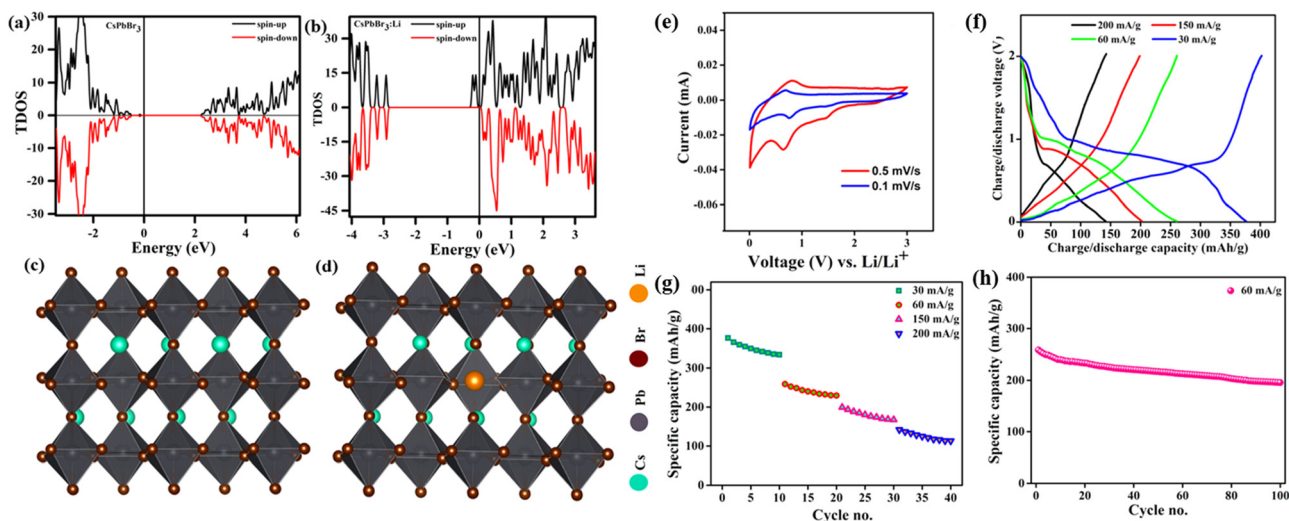 (a)
CsPbBr3
spin-up
spin-down
30
20
10
0
10
20
30
TDOS
-2
0
2
4
6
Energy (eV)
(b)
CsPbBr3:Li
spin-up
spin-down
30
15
0
-15
-30
-45
TDOS
-4
-3
-2
-1
0
1
2
3
Energy (eV)
(c)
(d)
Li
Br
Pb
Cs
(e)
0.04
0.02
0.00
-0.02
-0.04
-0.06
Current (mA)
0.5 mV/s
0.1 mV/s
0
1
2
3
Voltage (V) vs. Li/Li+
(f)
200 mA/g
150 mA/g
60 mA/g
30 mA/g
2
1
0
Charge/discharge voltage (V)
0
50
100
150
200
250
300
350
400
Charge/discharge capacity (mAh/g)
(g)
30 mA/g
60 mA/g
150 mA/g
200 mA/g
00
400
300
200
100
0
Specific capacity (mAh/g)
0
5
10
15
20
25
30
35
40
Cycle no.
(h)
60 mA/g
400
300
200
100
0
Specific capacity (mAh/g)
0
20
40
60
80
100
Cycle no.